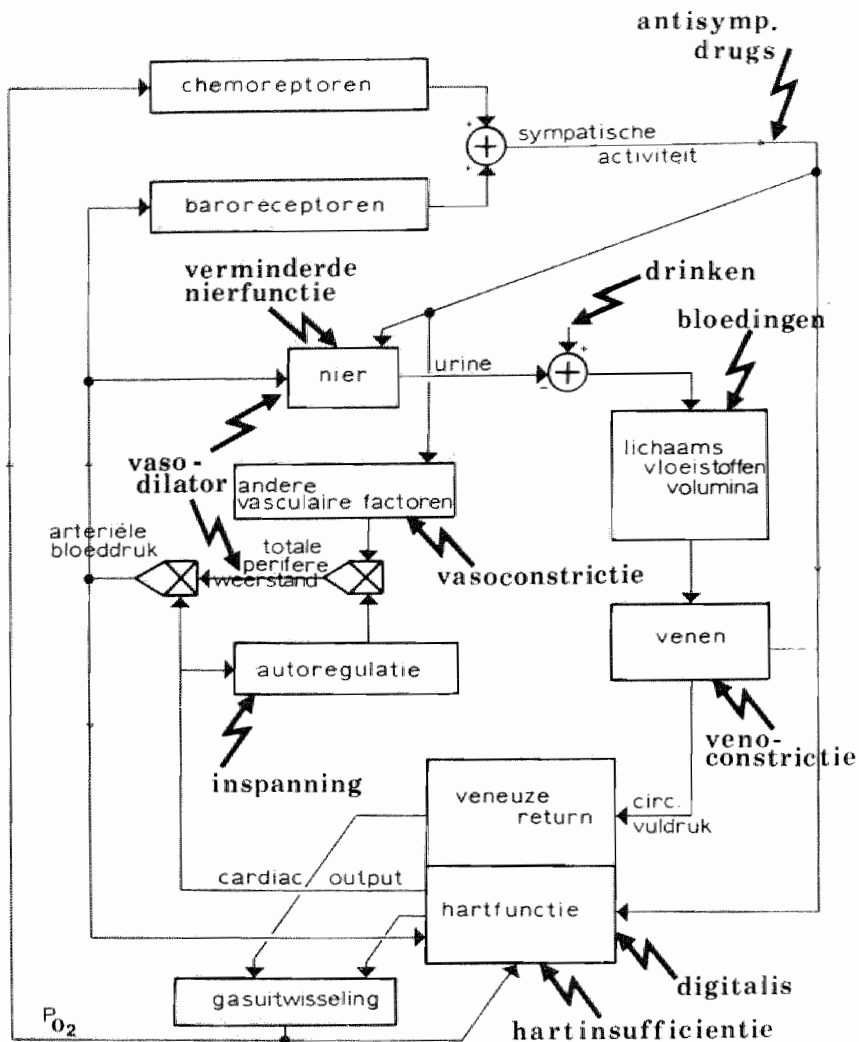 antisymp.
drugs
chemoreptoren
+
+
+
sympatische
activiteit
baroreceptoren
verminderde
nierfunctie
drinken
bloedingen
nier
urine
+
−
+
lichaams
vloeistoffen
volumina
vaso-
dilator
andere
vasculaire factoren
arteriéle
bloeddruk
totale
perifere
weerstand
vasoconstrictie
venen
autoregulatie
veno-
constrictie
inspanning
veneuze
return
circ.
vuldruk
cardiac output
hartfunctie
digitalis
gasuitwisseling
PO2
hartinsufficientie